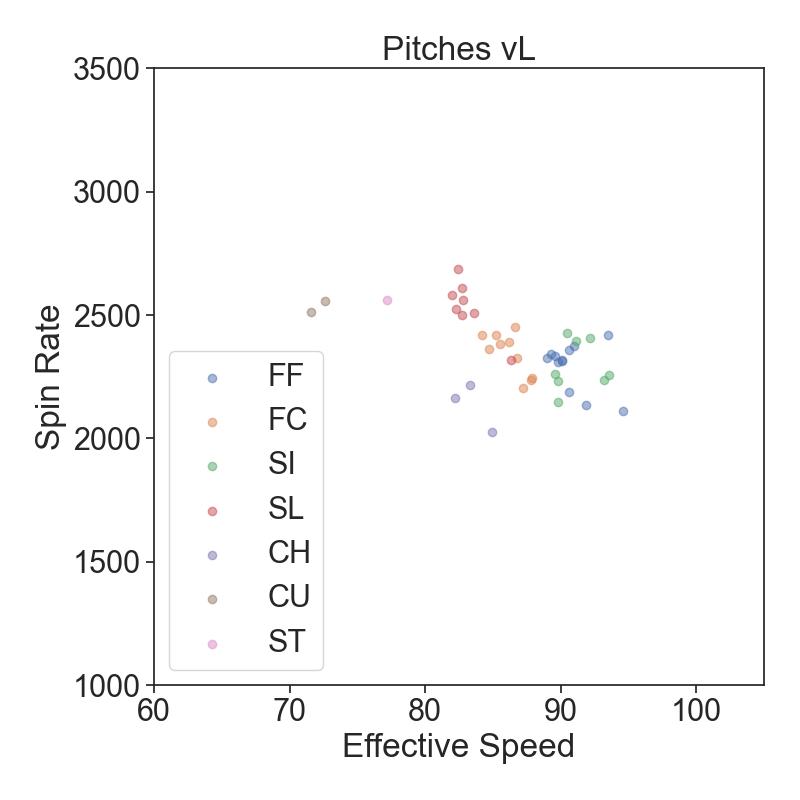 Pitches vL
3500
3000
2500
2000
1500
1000
Spin Rate
FF
FC
SI
SL
CH
CU
ST
60 70 80 90 100
Effective Speed